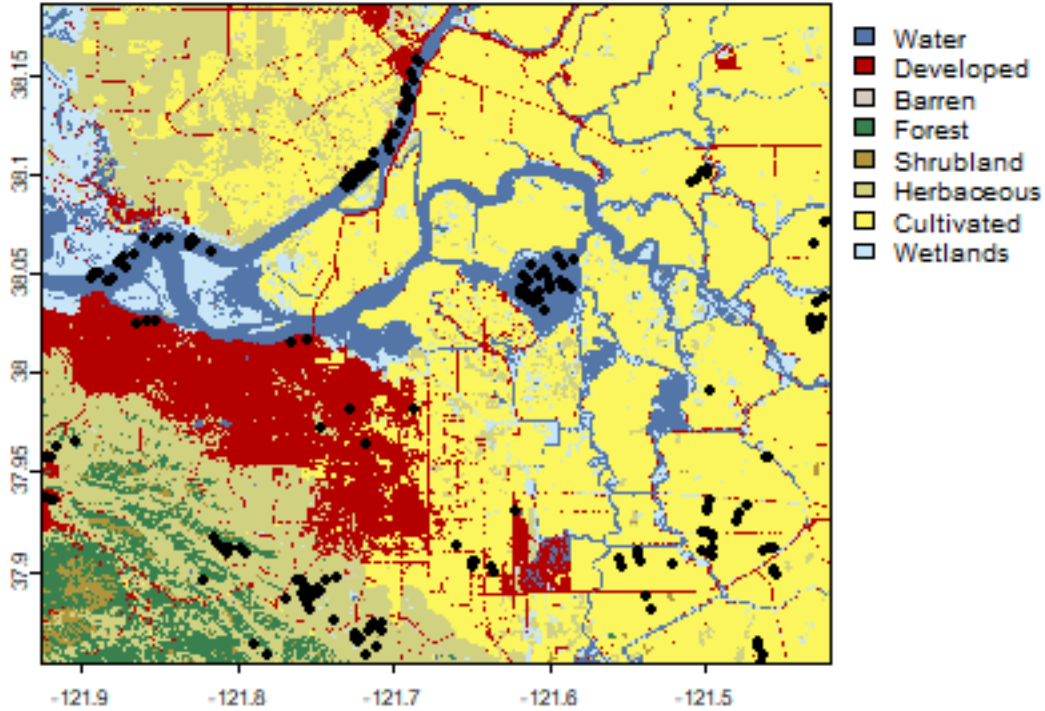 Water
Developed
Barren
Forest
Shrubland
Herbaceous
Cultivated
Wetlands
38.15
38.1
38.05
38
37.95
37.9
-121.9 -121.8 -121.7 -121.6 -121.5